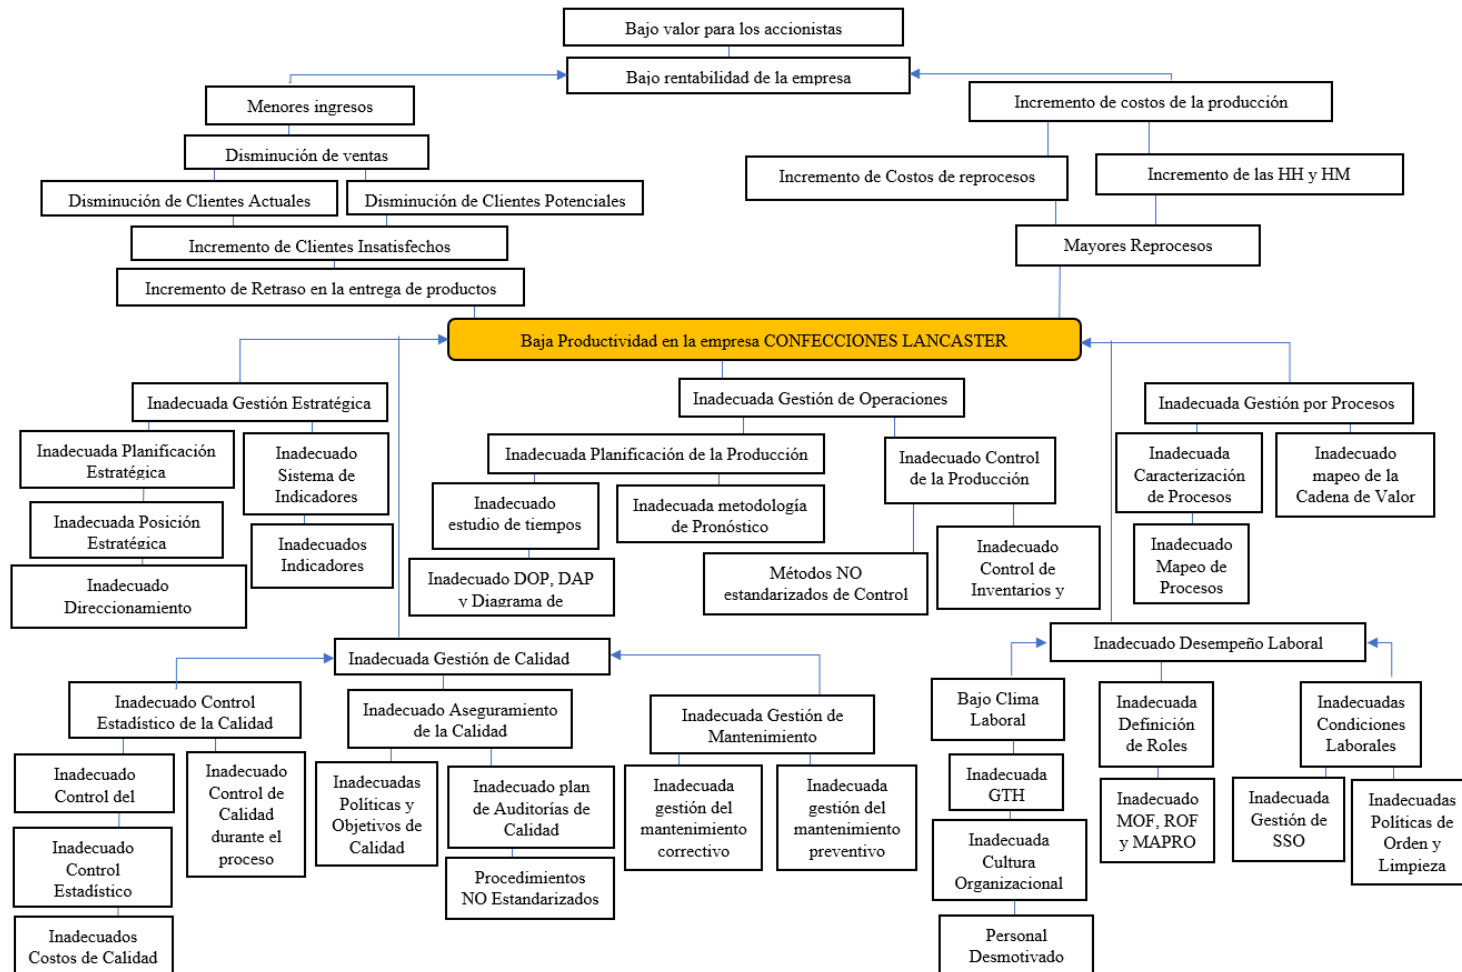 Bajo valor para los accionistas
Bajo rentabilidad de la empresa
Menores ingresos
Incremento de costos de la producción
Disminución de ventas
Incremento de Costos de reprocesos
Incremento de las HH y HM
Disminución de Clientes Actuales
Disminución de Clientes Potenciales
Incremento de Clientes Insatisfechos
Mayores Reprocesos
Incremento de Retraso en la entrega de productos
Baja Productividad en la empresa CONFECCIONES LANCASTER
Inadecuada Gestión Estratégica
Inadecuada Gestión de Operaciones
Inadecuada Gestión por Procesos
Inadecuada Planificación
Estratégica
Inadecuado
Sistema de
Indicadores
Inadecuada Planificación de la Producción
Inadecuado Control
de la Producción
Inadecuada
Caracterización
de Procesos
Inadecuado
mapeo de la
Cadena de Valor
Inadecuada Posición
Estratégica
Inadecuados
Indicadores
Inadecuado
estudio de tiempos
Inadecuada metodología
de Pronóstico
Inadecuado
Direccionamiento
Inadecuado DOP, DAP
y Diagrama de
Métodos NO
estandarizados de Control
Inadecuado
Control de
Inventarios y
Inadecuado
Mapeo de
Procesos
Inadecuada Gestión de Calidad
Inadecuado Desempeño Laboral
Inadecuado Control
Estadístico de la Calidad
Inadecuado Aseguramiento
de la Calidad
Inadecuada Gestión de
Mantenimiento
Bajo Clima
Laboral
Inadecuada
Definición
de Roles
Inadecuadas
Condiciones
Laborales
Inadecuado
Control del
Inadecuado
Control de
Calidad
durante el
proceso
Inadecuadas
Políticas y
Objetivos de
Calidad
Inadecuado plan
de Auditorías de
Calidad
Inadecuada
gestión del
mantenimiento
correctivo
Inadecuada
gestión del
mantenimiento
preventivo
Inadecuada
GTH
Inadecuado
MOF, ROF
y MAPRO
Inadecuada
Gestión de
SSO
Inadecuadas
Políticas de
Orden y
Limpieza
Inadecuado
Control
Estadístico
Procedimientos
NO Estandarizados
Inadecuada
Cultura
Organizacional
Inadecuados
Costos de Calidad
Personal
Desmotivado